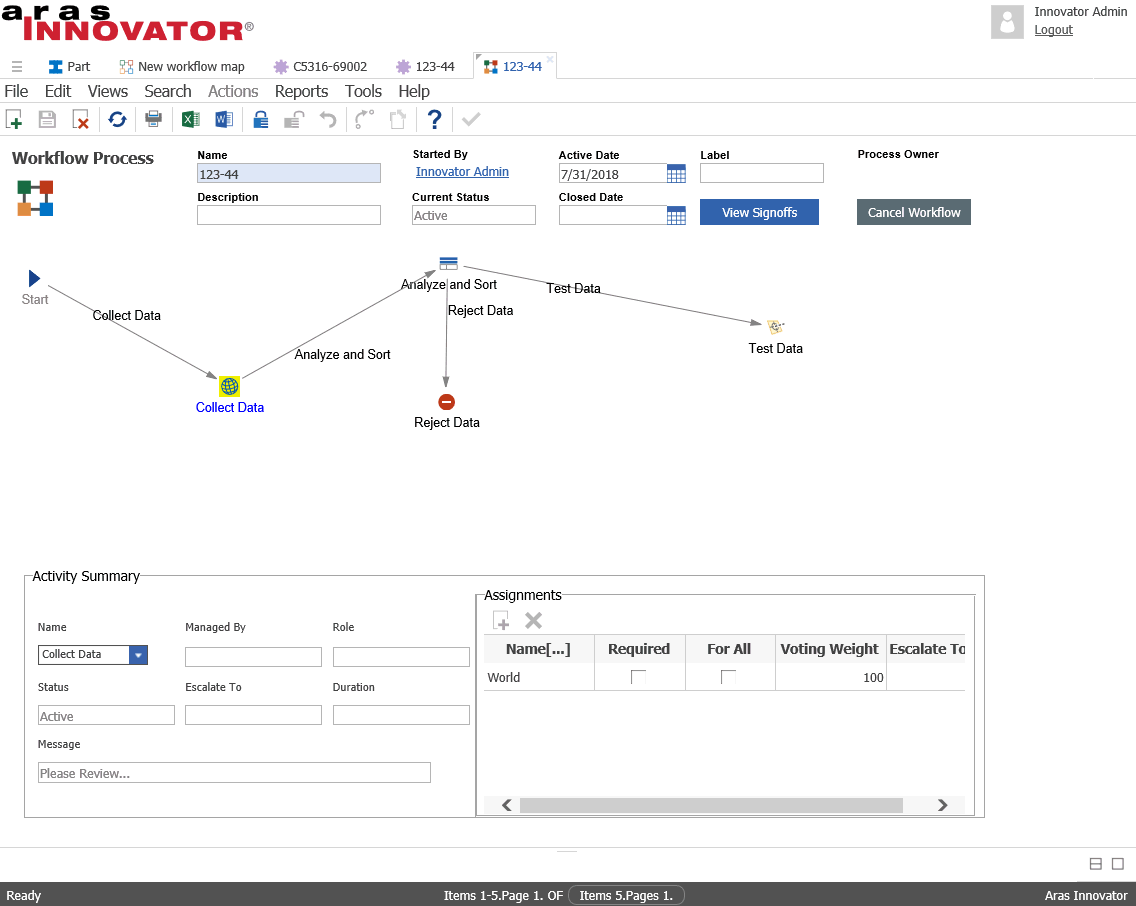 aras
INNOVATOR®
Innovator Admin
Logout
Part
New workflow map
C5316-69002
123-44
123-44
File Edit Views Search Actions Reports Tools Help
Workflow Process
Name
123-44
Description
Started By
Innovator Admin
Current Status
Active
Active Date
7/31/2018
Closed Date
Label
View Signoffs
Process Owner
Cancel Workflow
Start
Collect Data
Collect Data
Analyze and Sort
Analyze and Sort
Reject Data
Reject Data
Test Data
Test Data
Activity Summary
Name
Collect Data
Managed By
Role
Status
Active
Escalate To
Duration
Message
Please Review...
Assignments
Name[...] Required For All Voting Weight Escalate To
World 100
Ready
Items 1-5.Page 1. OF Items 5.Pages 1.
Aras Innovator